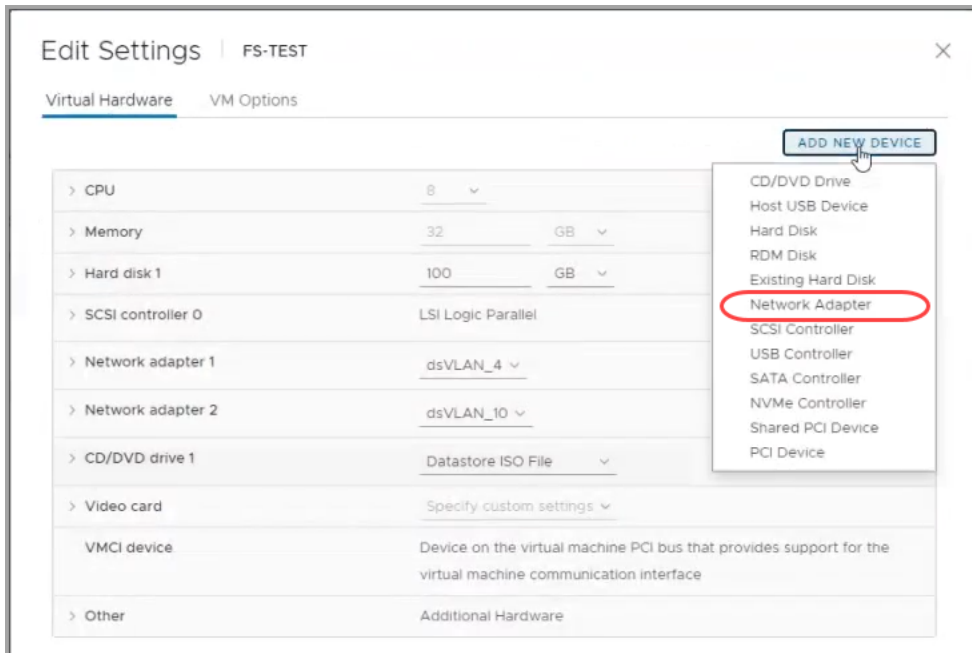 Edit Settings FS-TEST
Virtual Hardware VM Options
ADD NEW DEVICE
CPU 8
Memory 32 GB
Hard disk 1 100 GB
SCSI controller 0 LSI Logic Parallel
Network adapter 1 dsVLAN_4
Network adapter 2 dsVLAN_10
CD/DVD drive 1 Datastore ISO File
Video card Specify custom settings
VMCI device Device on the virtual machine PCI bus that provides support for the
virtual machine communication interface
Other Additional Hardware
CD/DVD Drive
Host USB Device
Hard Disk
RDM Disk
Existing Hard Disk
Network Adapter
SCSI Controller
USB Controller
SATA Controller
NVMe Controller
Shared PCI Device
PCI Device